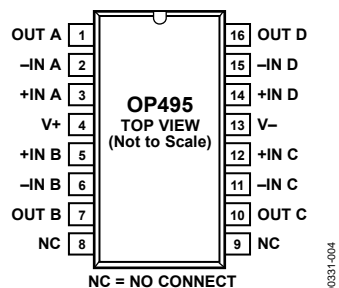 OUT A 1 16 OUT D
–IN A 2 15 –IN D
+IN A 3 14 +IN D
V+ 4 13 V–
+IN B 5 12 +IN C
–IN B 6 11 –IN C
OUT B 7 10 OUT C
NC 8 9 NC
OP495
TOP VIEW
(Not to Scale)
NC = NO CONNECT
00331-004